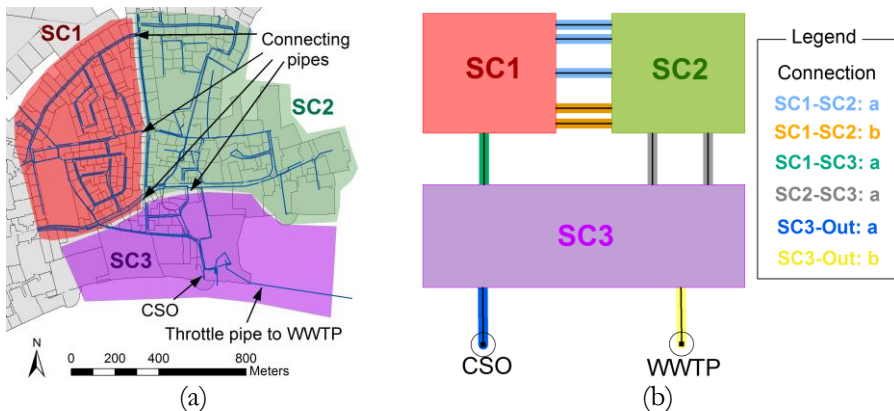 SC1
Connecting
pipes
SC2
SC3
CSO
Throttle pipe to WWTP
N
0 200 400 800
Meters
(a)
SC1
SC2
SC3
CSO
WWTP
(b)
Legend
Connection
SC1-SC2: a
SC1-SC2: b
SC1-SC3: a
SC2-SC3: a
SC3-Out: a
SC3-Out: b